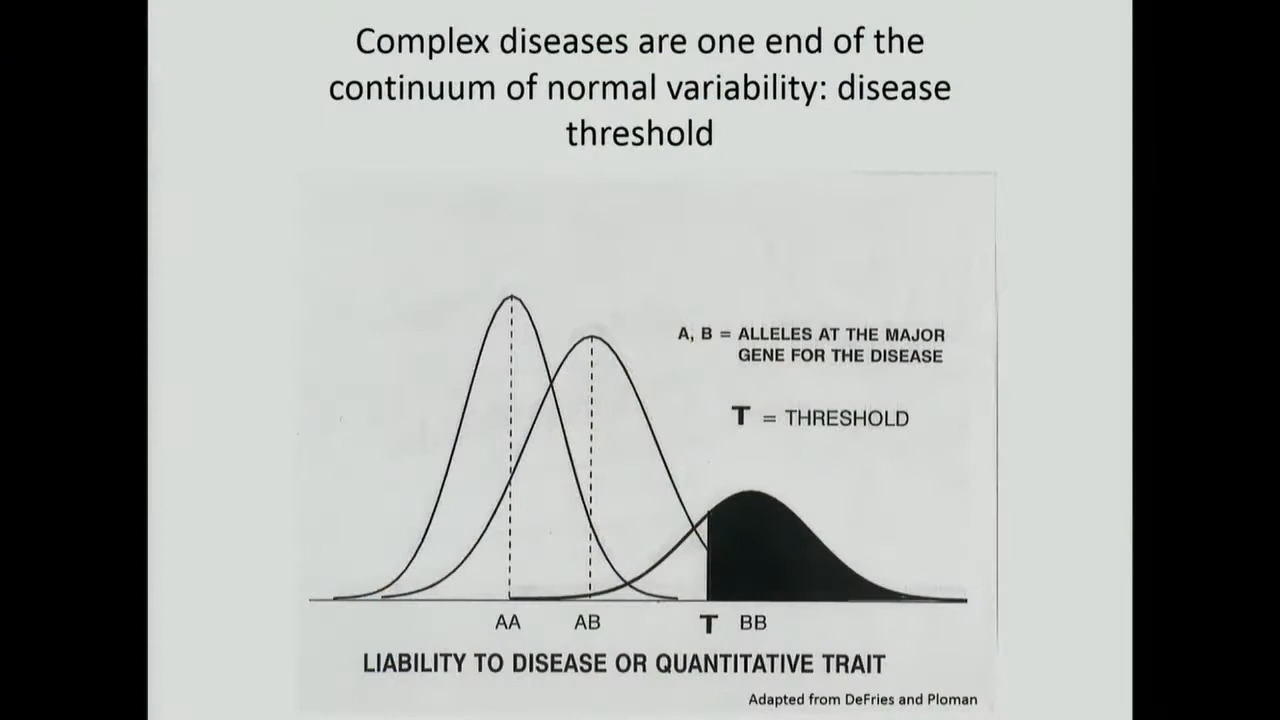 Complex diseases are one end of the
continuum of normal variability: disease
threshold
A, B = ALLELES AT THE MAJOR
GENE FOR THE DISEASE
T = THRESHOLD
AA AB T BB
LIABILITY TO DISEASE OR QUANTITATIVE TRAIT
Adapted from DeFries and Ploman